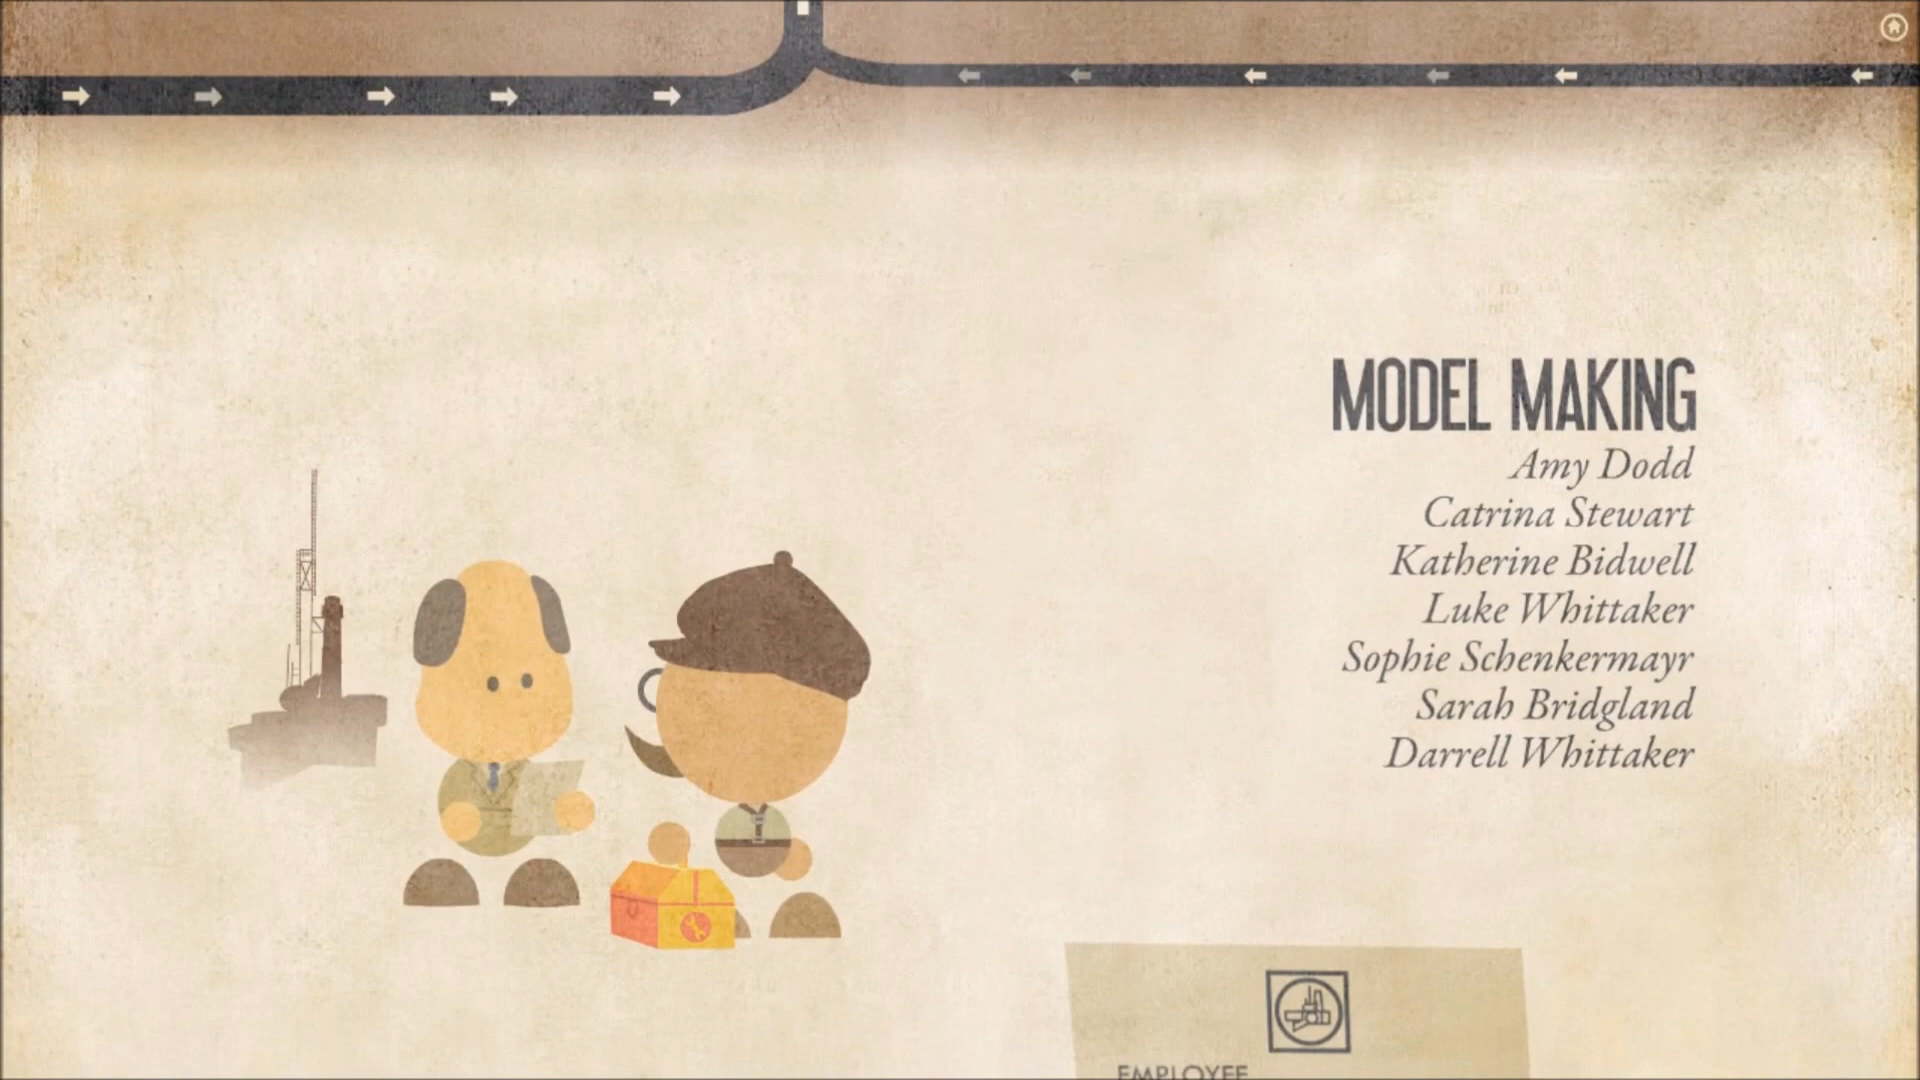 MODEL MAKING
Amy Dodd
Catrina Stewart
Katherine Bidwell
Luke Whittaker
Sophie Schenkermayr
Sarah Bridgland
Darrell Whittaker
EMPLOYEE